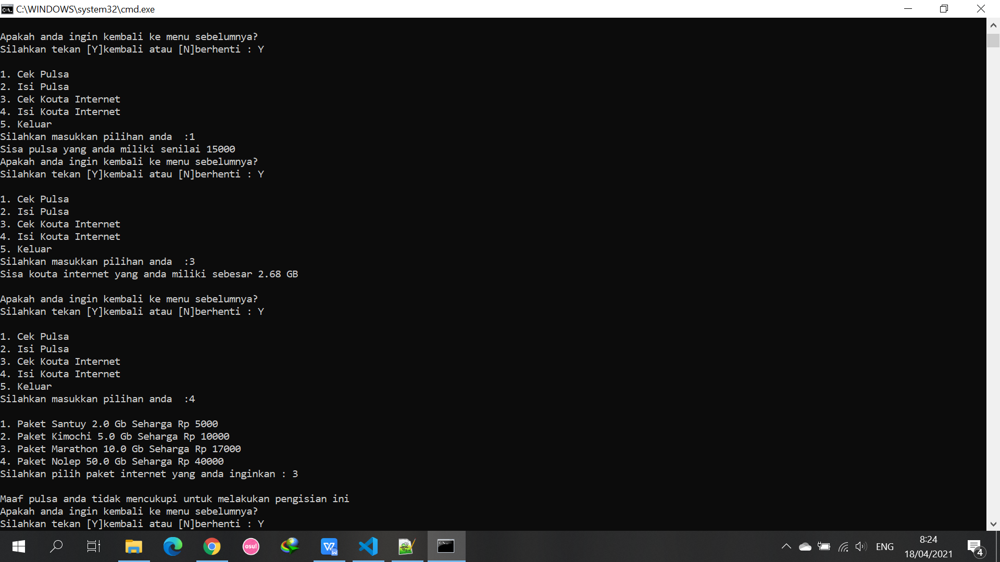 C:\WINDOWS\system32\cmd.exe
Apakah anda ingin kembali ke menu sebelumnya?
Silahkan tekan [Y]kembali atau [N]berhenti : Y
1. Cek Pulsa
2. Isi Pulsa
3. Cek Kouta Internet
4. Isi Kouta Internet
5. Keluar
Silahkan masukkan pilihan anda  :1
Sisa pulsa yang anda miliki senilai 15000
Apakah anda ingin kembali ke menu sebelumnya?
Silahkan tekan [Y]kembali atau [N]berhenti : Y
1. Cek Pulsa
2. Isi Pulsa
3. Cek Kouta Internet
4. Isi Kouta Internet
5. Keluar
Silahkan masukkan pilihan anda  :3
Sisa kouta internet yang anda miliki sebesar 2.68 GB
Apakah anda ingin kembali ke menu sebelumnya?
Silahkan tekan [Y]kembali atau [N]berhenti : Y
1. Cek Pulsa
2. Isi Pulsa
3. Cek Kouta Internet
4. Isi Kouta Internet
5. Keluar
Silahkan masukkan pilihan anda  :4
1. Paket Santuy 2.0 Gb Seharga Rp 5000
2. Paket Kimochi 5.0 Gb Seharga Rp 10000
3. Paket Marathon 10.0 Gb Seharga Rp 17000
4. Paket Nolep 50.0 Gb Seharga Rp 40000
Silahkan pilih paket internet yang anda inginkan : 3
Maaf pulsa anda tidak mencukupi untuk melakukan pengisian ini
Apakah anda ingin kembali ke menu sebelumnya?
Silahkan tekan [Y]kembali atau [N]berhenti : Y
osu!
ENG
8:24
18/04/2021
4